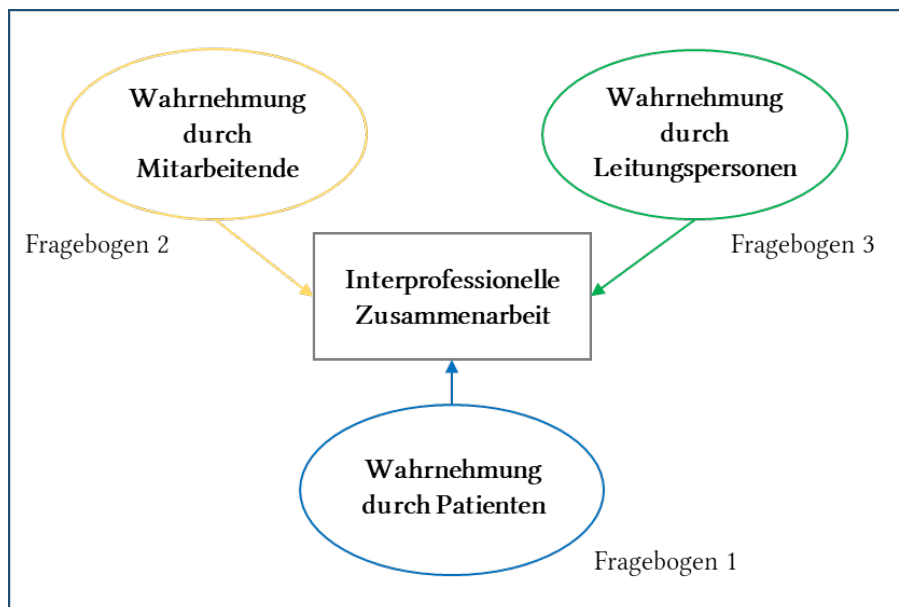 Wahrnehmung
durch
Mitarbeitende
Wahrnehmung
durch
Leitungspersonen
Fragebogen 2
Fragebogen 3
Interprofessionelle
Zusammenarbeit
Wahrnehmung
durch Patienten
Fragebogen 1